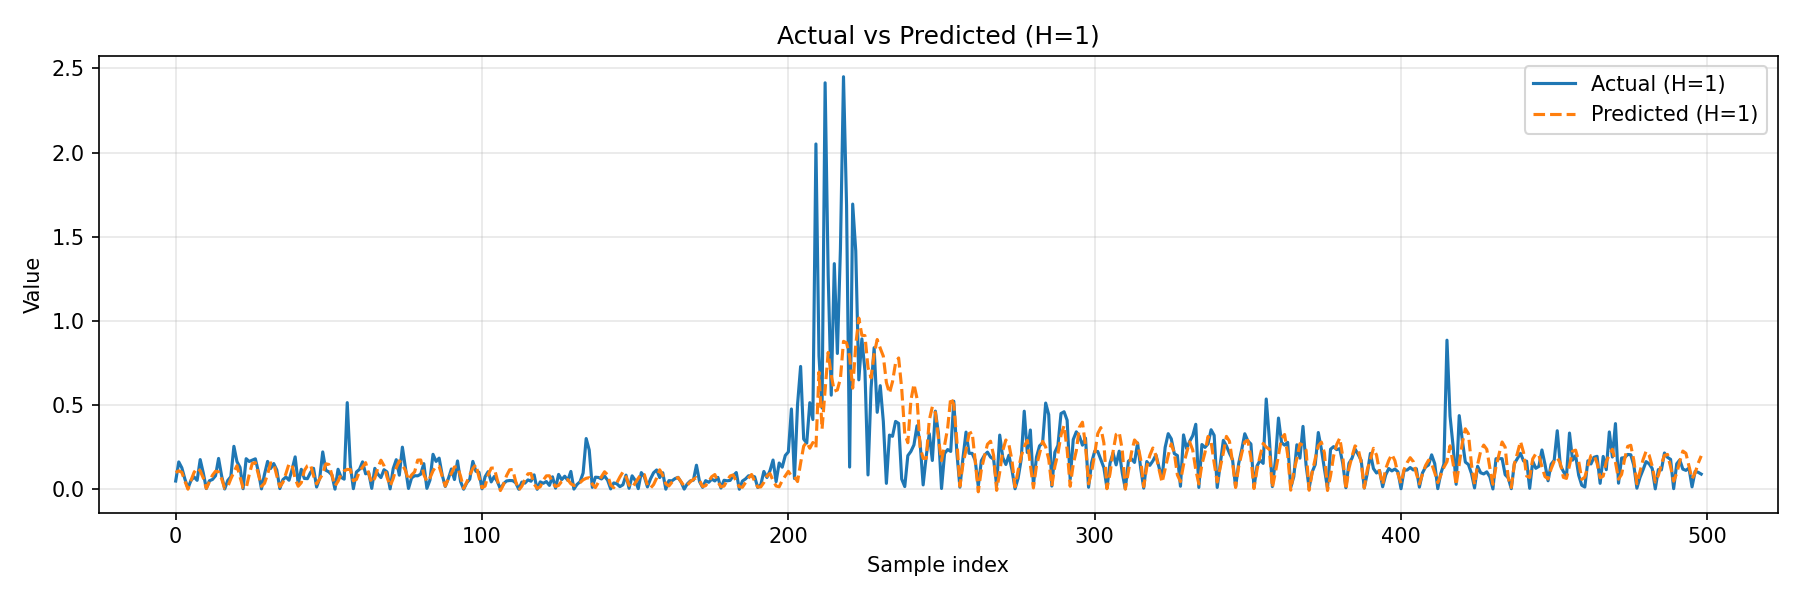 Actual vs Predicted (H=1)
Actual (H=1)
Predicted (H=1)
Value
2.5
2.0
1.5
1.0
0.5
0.0
0 100 200 300 400 500
Sample index